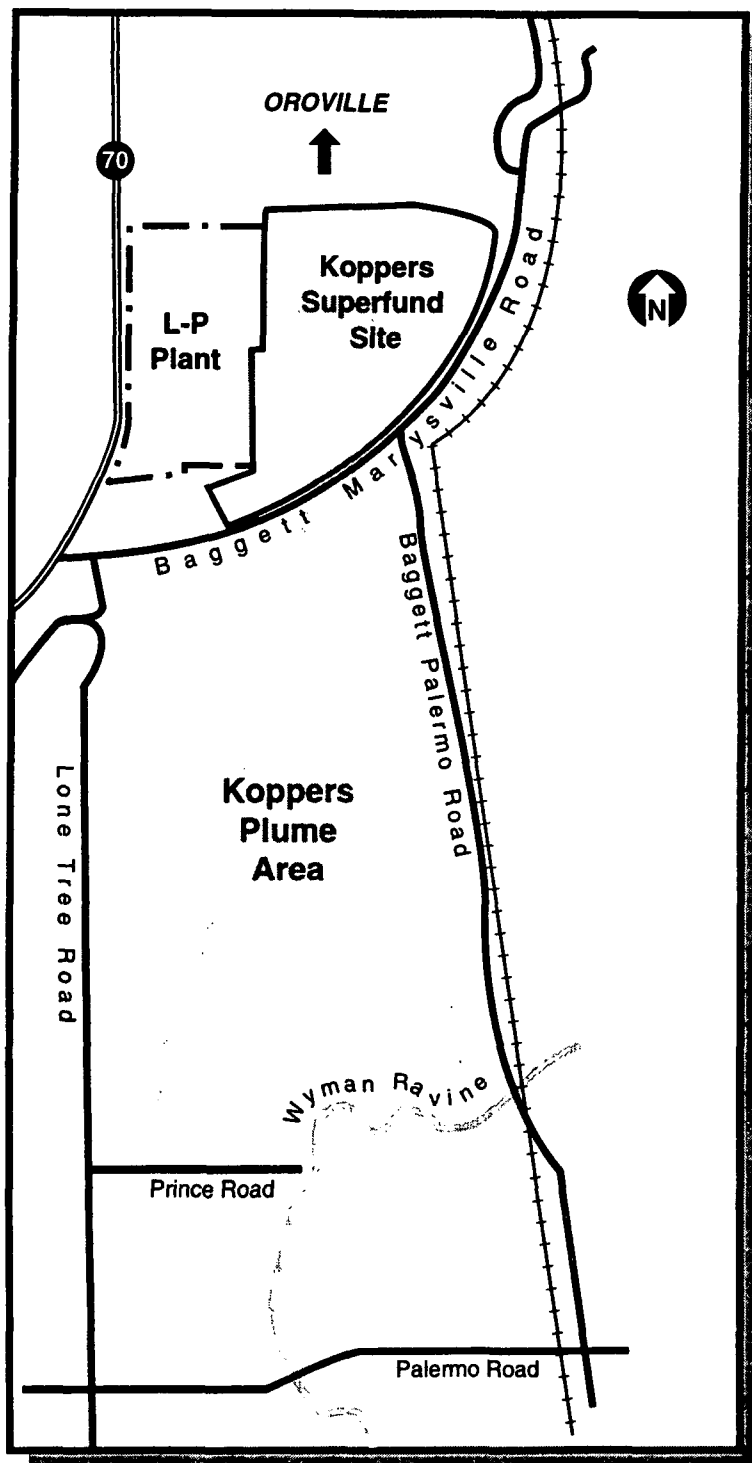 OROVILLE
70
Koppers
Superfund
Site
L-P
Plant
N
Baggett Marysville Road
Baggett Palermo Road
Koppers
Plume
Area
Lone Tree Road
Wyman Ravine
Prince Road
Palermo Road